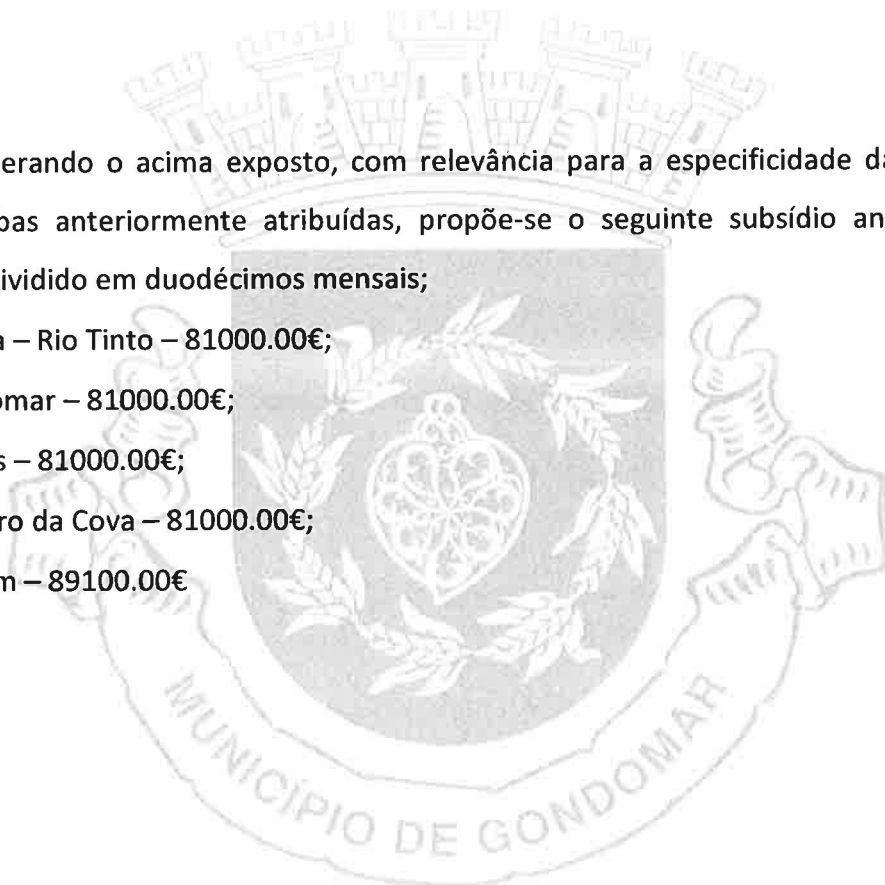 erando o acima exposto, com relevância para a especificidade da
bas anteriormente atribuídas, propõe-se o seguinte subsídio an
ividido em duodécimos mensais;
a – Rio Tinto – 81000.00€;
omar – 81000.00€;
s – 81000.00€;
ro da Cova – 81000.00€;
m – 89100.00€
MUNICÍPIO DE GONDOMAR